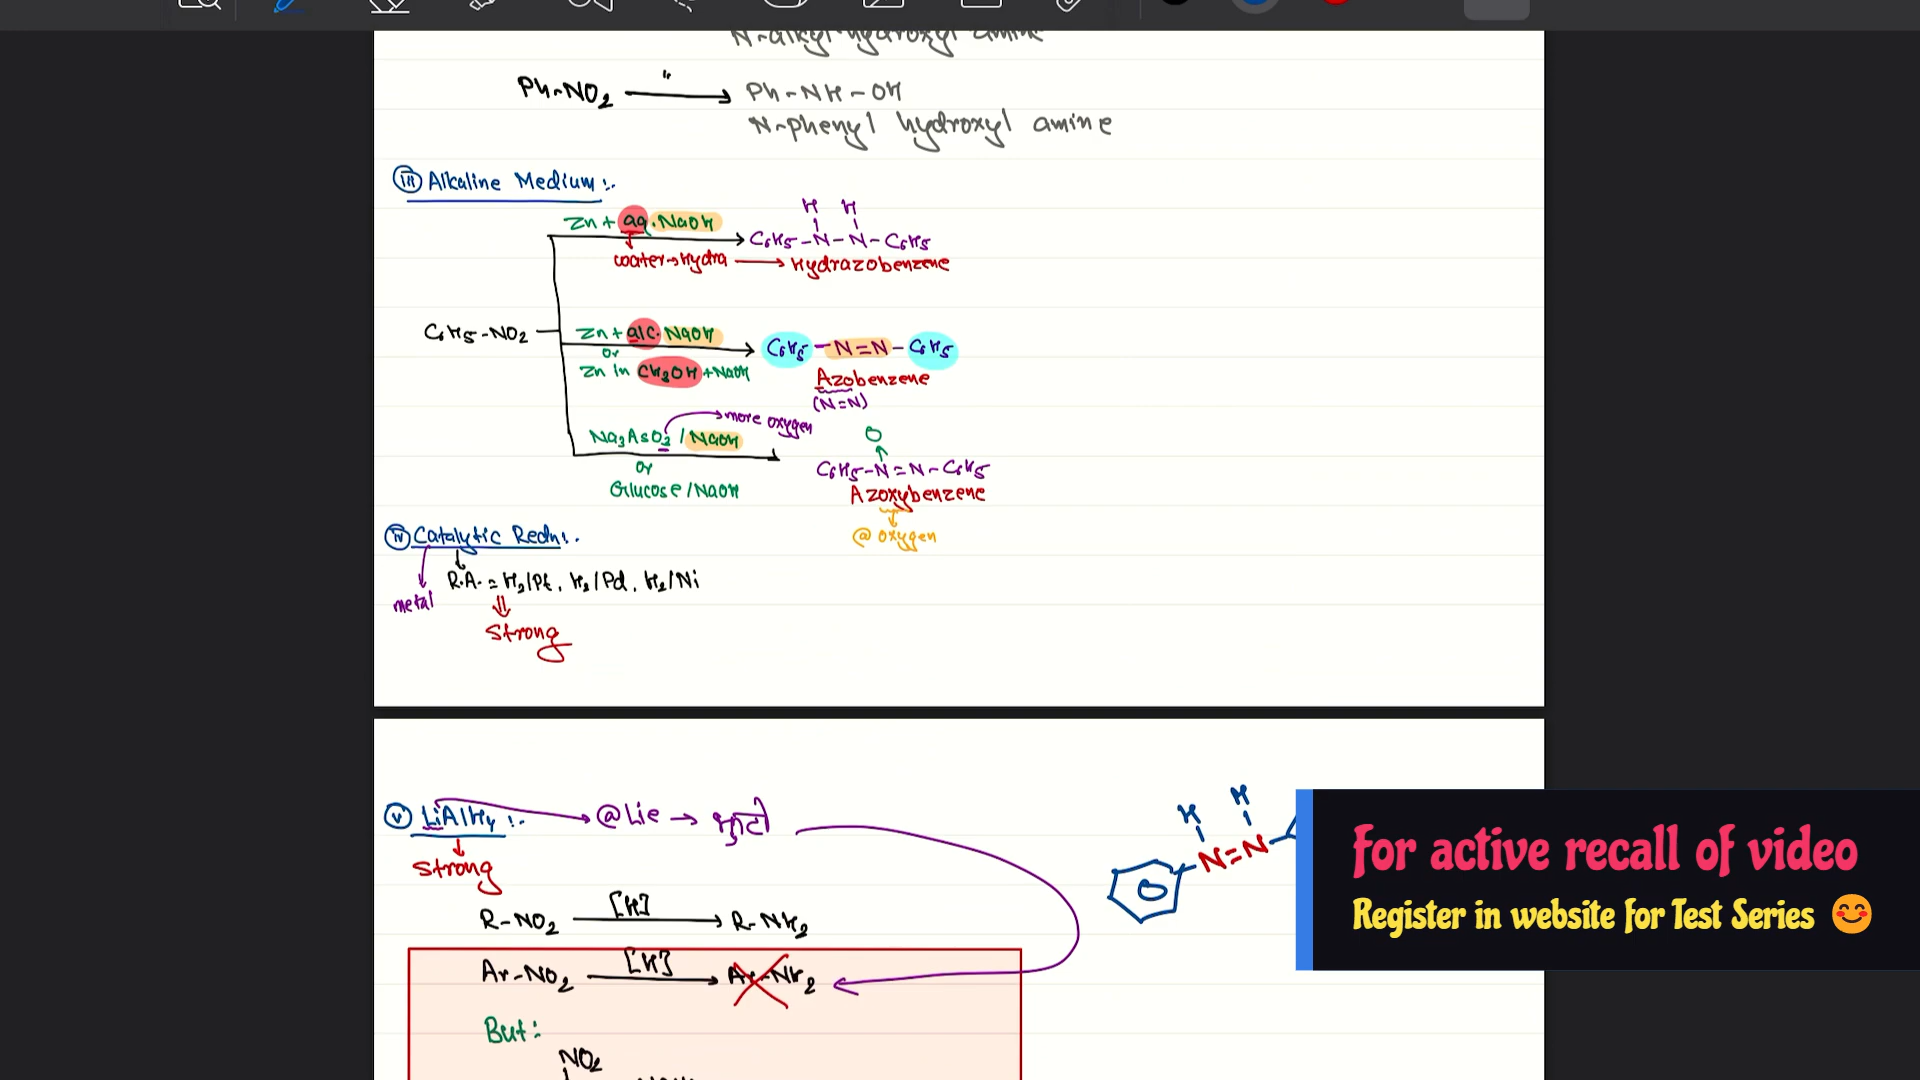 N-alkyl hydroxyl amine
Ph-NO2 —"→ Ph-NH-OH
N-phenyl hydroxyl amine
iii Alkaline Medium:.
Zn + aq. NaOH
H H
C6H5-N-N-C6H5
water→Hydra → Hydrazobenzene
C6H5-NO2
Zn + alc. NaOH
or
Zn in CH3OH + NaOH
C6H5-N=N-C6H5
Azobenzene
(N=N)
→more oxygen
Na3AsO3 / NaOH
or
Glucose/NaOH
O
↑
C6H5-N=N-C6H5
Azoxybenzene
@ oxygen
iv Catalytic Redn:.
R.A. = H2/Pt, H2/Pd, H2/Ni
metal
Strong
v LiAlH4 :. → @Lie → झुटो
Strong
R-NO2 —[H]→ R-NH2
Ar-NO2 —[H]→ Ar-NH2
But:
NO2
H H
N=N
For active recall of video
Register in website for Test Series 😊